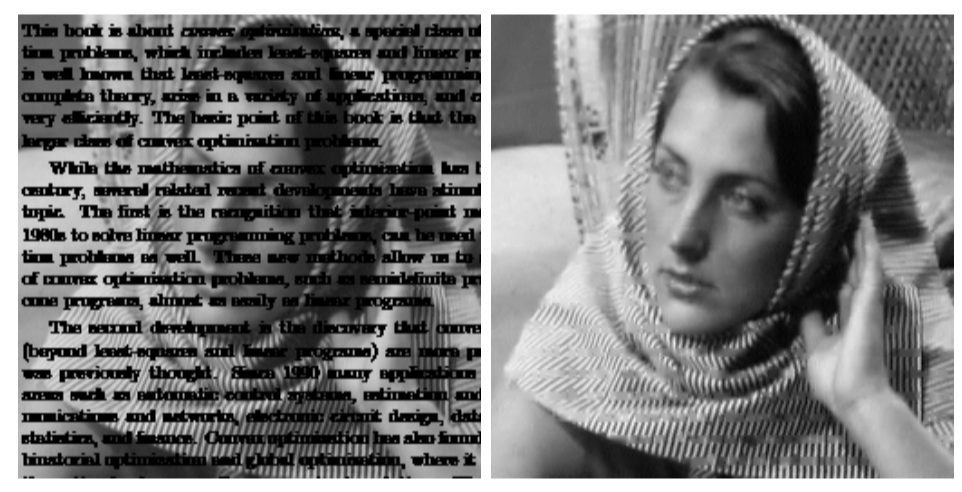 This book is about convex optimization, a special class of
tion problems, which includes least-squares and linear pr
is well known that least-squares and linear programming
complete theory, arise in a variety of applications, and c
very efficiently. The basic point of this book is that the
larger class of convex optimization problems.
While the mathematics of convex optimization has b
century, several related recent developments have stimul
topic. The first is the recognition that interior-point m
1980s to solve linear programming problems, can be used
tion problems as well. These new methods allow us to
of convex optimization problems, such as semidefinite pr
cone programs, almost as easily as linear programs.
The second development is the discovery that conve
(beyond least-squares and linear programs) are more p
was previously thought. Since 1990 many applications
areas such as automatic control systems, estimation and
munications and networks, electronic circuit design, data
statistics, and finance. Convex optimization has also found
binatorial optimization and global optimization, where it